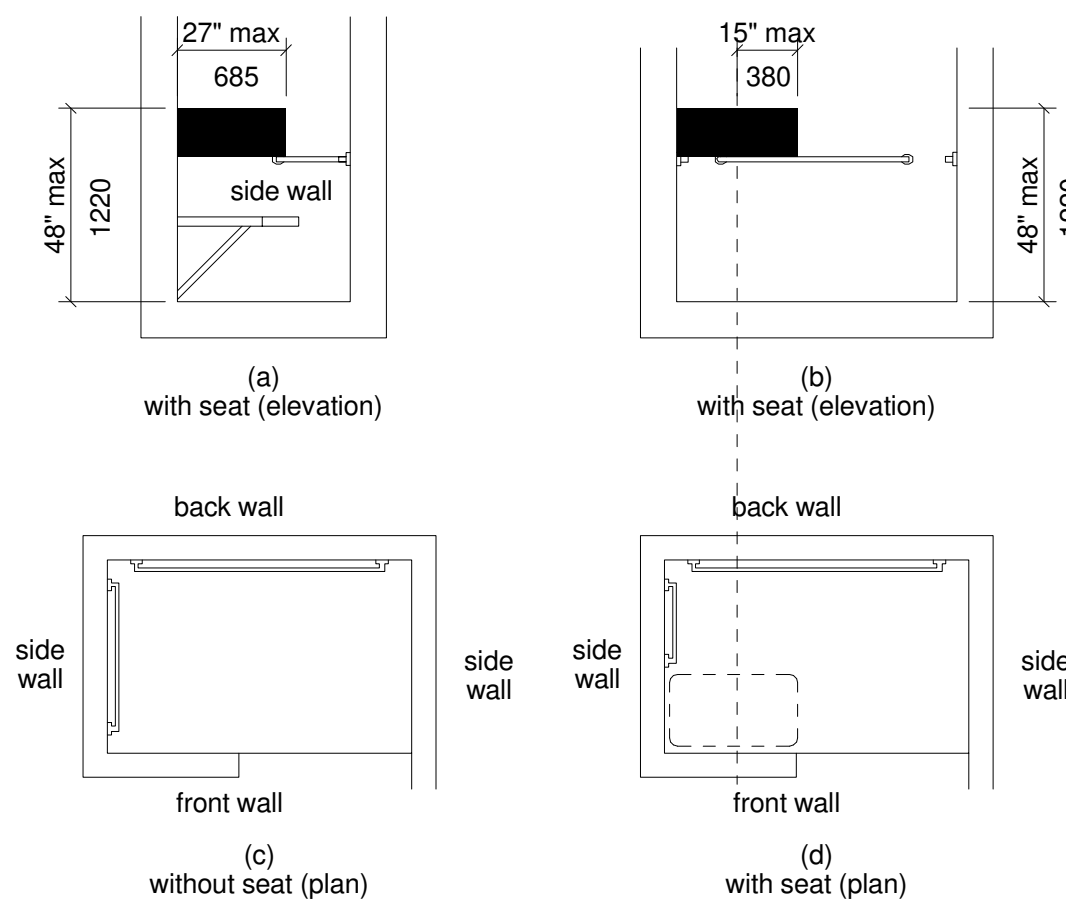 27" max
685
48" max
1220
side wall
(a)
with seat (elevation)
15" max
380
48" max
(b)
with seat (elevation)
back wall
side
wall
side
wall
front wall
(c)
without seat (plan)
back wall
side
wall
side
wall
front wall
(d)
with seat (plan)